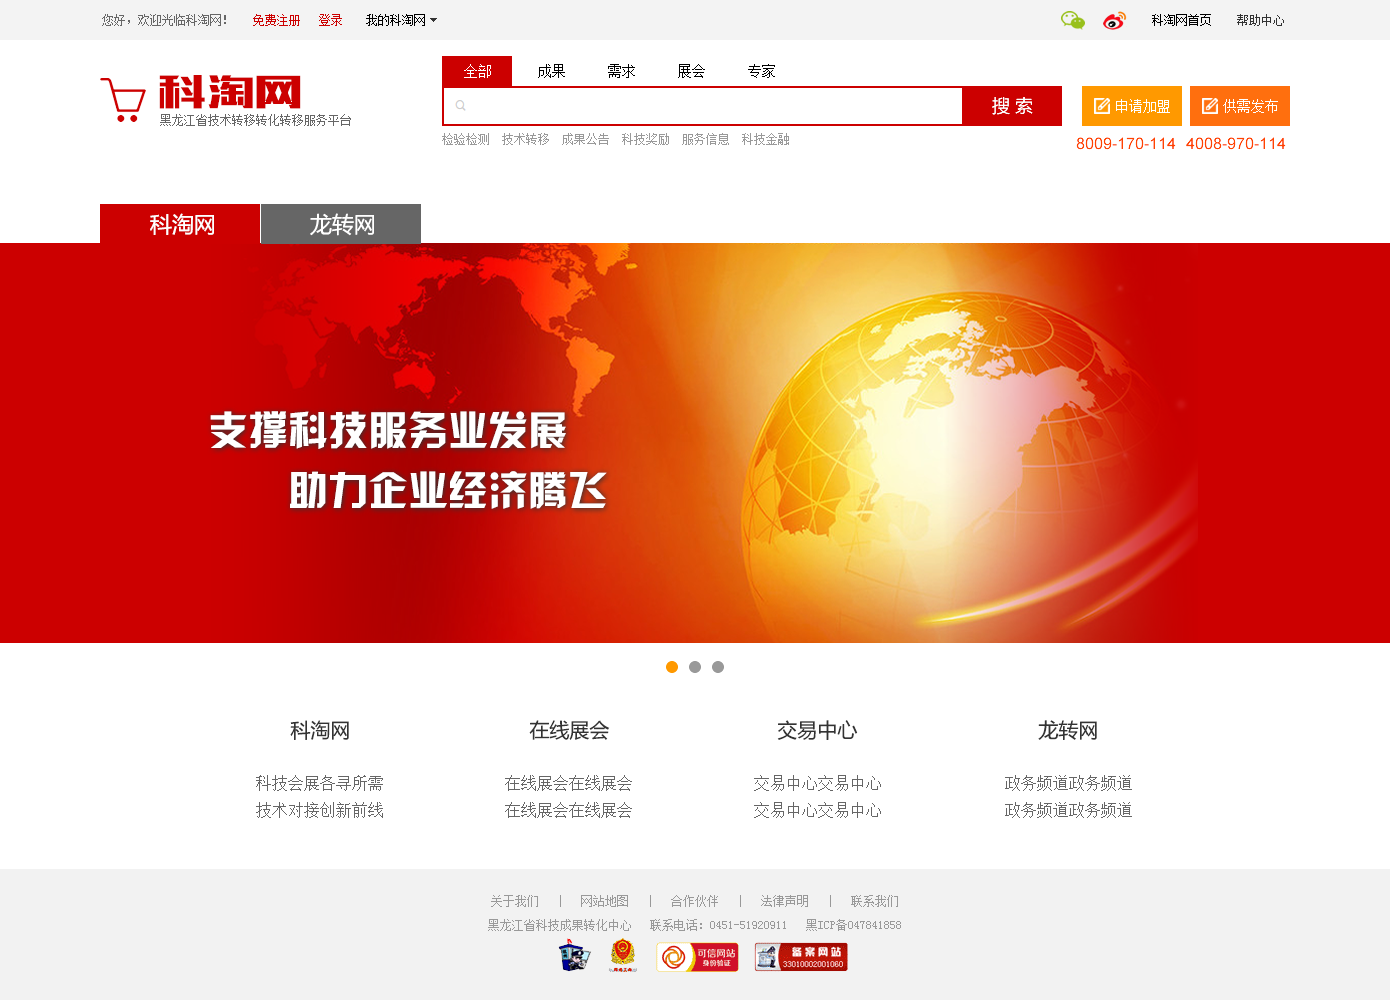 您好，欢迎光临科淘网！ 免费注册 登录 我的科淘网 科淘网首页 帮助中心
科淘网
黑龙江省技术转移转化转移服务平台
全部 成果 需求 展会 专家
搜 索
检验检测 技术转移 成果公告 科技奖励 服务信息 科技金融
申请加盟 供需发布
8009-170-114 4008-970-114
科淘网 龙转网
支撑科技服务业发展
助力企业经济腾飞
科淘网 在线展会 交易中心 龙转网
科技会展各寻所需 在线展会在线展会 交易中心交易中心 政务频道政务频道
技术对接创新前线 在线展会在线展会 交易中心交易中心 政务频道政务频道
关于我们 | 网站地图 | 合作伙伴 | 法律声明 | 联系我们
黑龙江省科技成果转化中心 联系电话：0451-51920911 黑ICP备047841858
可信网站 备案网站
身份验证 33010002001060